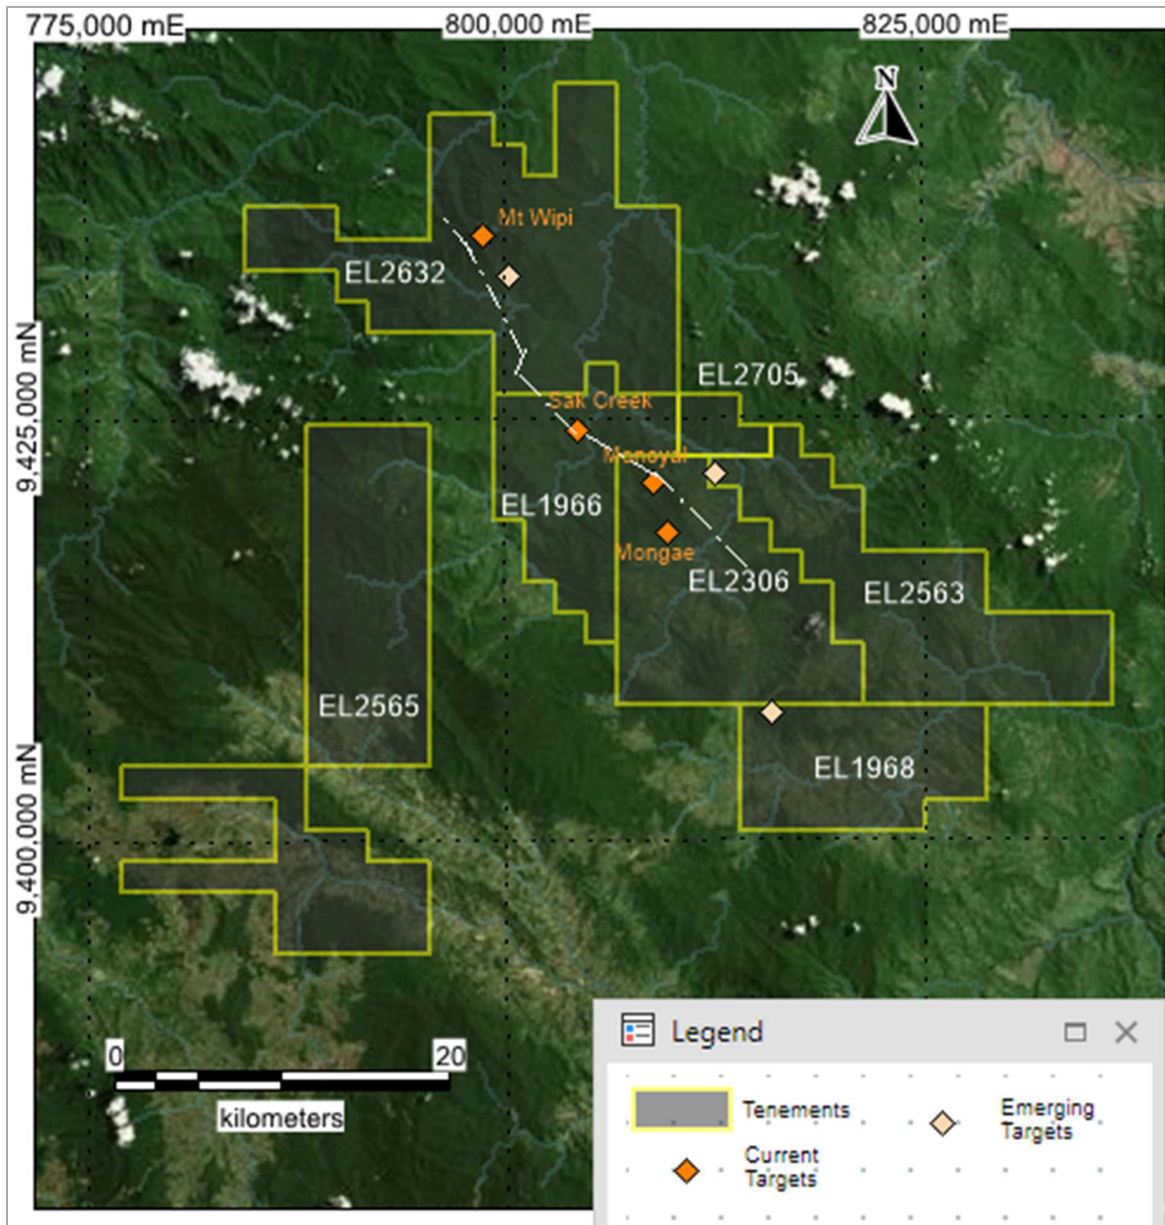 775,000 mE
800,000 mE
825,000 mE
N
Mt Wipi
EL2632
9,425,000 mN
EL2705
Sak Creek
Manoyai
EL1966
Mongae
EL2306
EL2563
EL2565
EL1968
9,400,000 mN
0
20
kilometers
Legend
Tenements
Emerging
Targets
Current
Targets